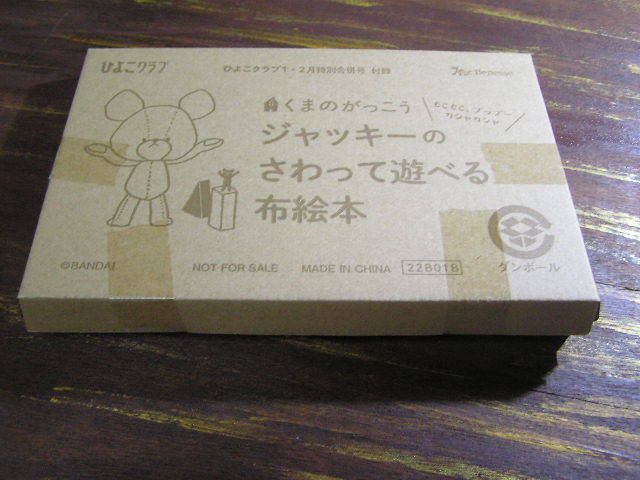 ひよこクラブ
ひよこクラブ1・2月特別合併号 付録
Benesse
くまのがっこう
ジャッキーの
さわって遊べる
布絵本
もこもこ、プップー
カシャカシャ
©BANDAI
NOT FOR SALE
MADE IN CHINA
22B01B
ダンボール